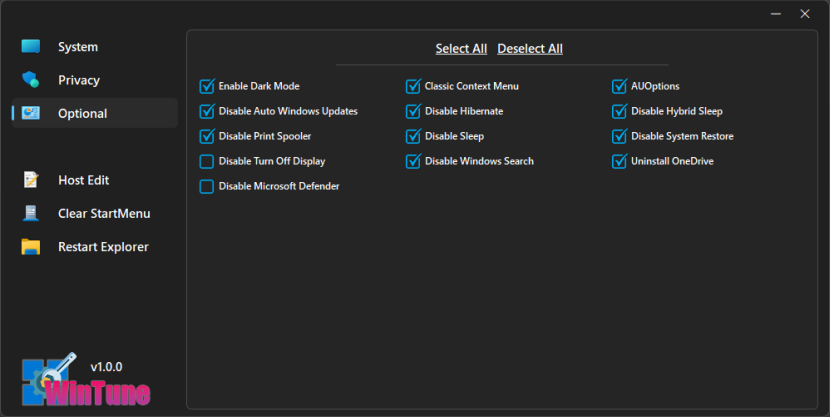 System
Privacy
Optional
Host Edit
Clear StartMenu
Restart Explorer
v1.0.0
WinTune
Select All Deselect All
Enable Dark Mode Classic Context Menu AUOptions
Disable Auto Windows Updates Disable Hibernate Disable Hybrid Sleep
Disable Print Spooler Disable Sleep Disable System Restore
Disable Turn Off Display Disable Windows Search Uninstall OneDrive
Disable Microsoft Defender